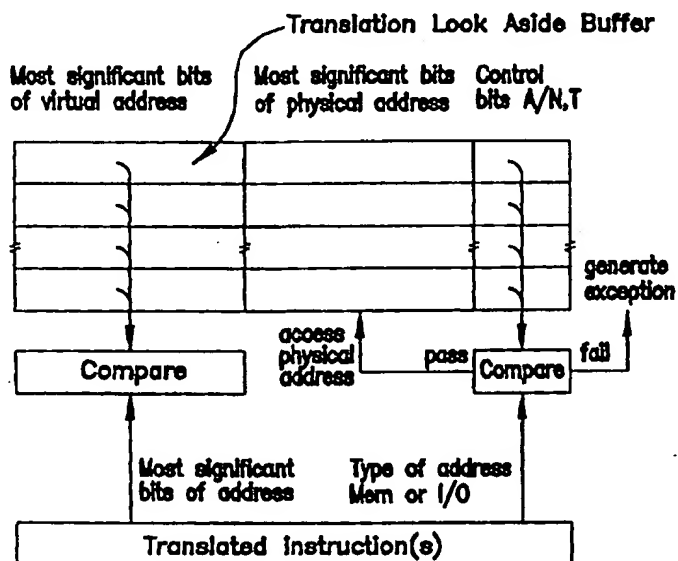 Translation Look Aside Buffer
Most significant bits
of virtual address
Most significant bits
of physical address
Control
bits A/N,T
generate
exception
access
physical
address
pass
fail
Compare
Compare
Most significant
bits of address
Type of address
Mem or I/O
Translated instruction(s)